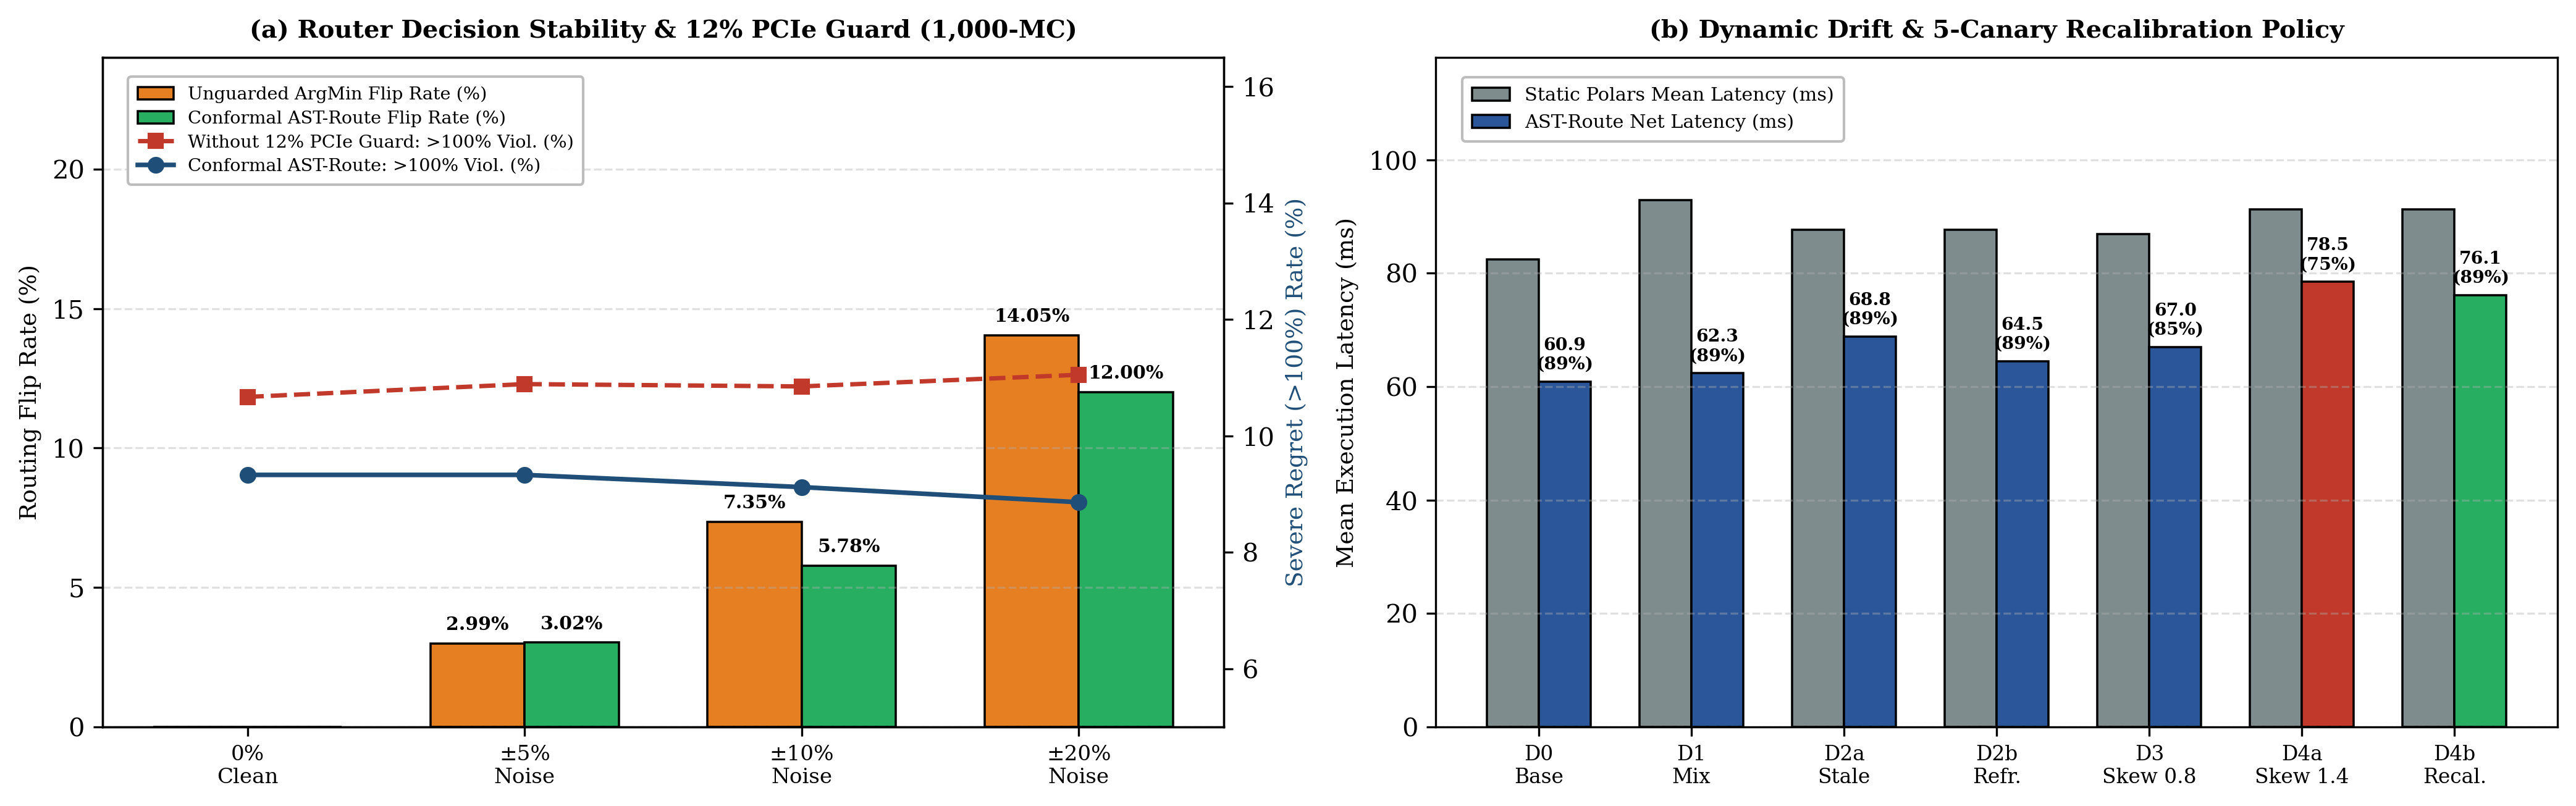 (a) Router Decision Stability & 12% PCIe Guard (1,000-MC)
Unguarded ArgMin Flip Rate (%)
Conformal AST-Route Flip Rate (%)
Without 12% PCIe Guard: >100% Viol. (%)
Conformal AST-Route: >100% Viol. (%)
Routing Flip Rate (%)
20
15
10
5
0
2.99%
3.02%
7.35%
5.78%
14.05%
12.00%
0%
Clean
±5%
Noise
±10%
Noise
±20%
Noise
16
14
12
10
8
6
Severe Regret (>100%) Rate (%)
(b) Dynamic Drift & 5-Canary Recalibration Policy
Static Polars Mean Latency (ms)
AST-Route Net Latency (ms)
Mean Execution Latency (ms)
100
80
60
40
20
0
60.9
(89%)
62.3
(89%)
68.8
(89%)
64.5
(89%)
67.0
(85%)
78.5
(75%)
76.1
(89%)
D0
Base
D1
Mix
D2a
Stale
D2b
Refr.
D3
Skew 0.8
D4a
Skew 1.4
D4b
Recal.